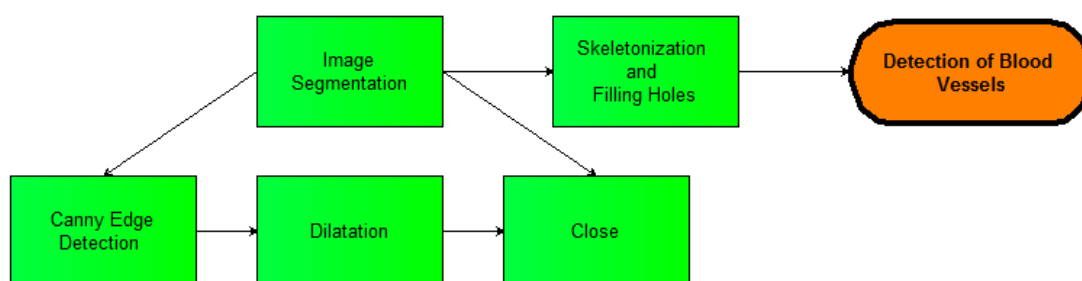 Image
Segmentation
Skeletonization
and
Filling Holes
Detection of Blood
Vessels
Canny Edge
Detection
Dilatation
Close